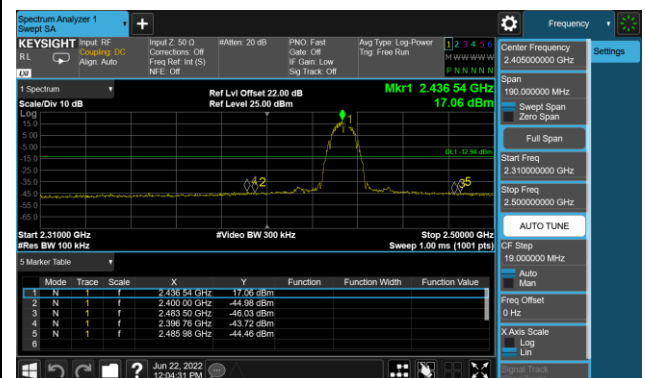 Spectrum Analyzer 1
Swept SA
+
Frequency
KEYSIGHT
RL
LXI
Input: RF
Coupling: DC
Align: Auto
Input Z: 50 Ω
Corrections: Off
Freq Ref: Int (S)
NFE: Off
#Atten: 20 dB
PNO: Fast
Gate: Off
IF Gain: Low
Sig Track: Off
Avg Type: Log-Power
Trig: Free Run
1 2 3 4 5 6
M W W W W W
P N N N N N
1 Spectrum
Scale/Div 10 dB
Ref Lvl Offset 22.00 dB
Ref Level 25.00 dBm
Mkr1 2.436 54 GHz
17.06 dBm
Log
15.0
5.00
-5.00
-15.0
-25.0
-35.0
-45.0
-55.0
-65.0
1
DL1 -12.94 dBm
4 2
3 5
Start 2.31000 GHz
#Res BW 100 kHz
#Video BW 300 kHz
Stop 2.50000 GHz
Sweep 1.00 ms (1001 pts)
5 Marker Table
Mode Trace Scale X Y Function Function Width Function Value
1 N 1 f 2.436 54 GHz 17.06 dBm
2 N 1 f 2.400 00 GHz -44.98 dBm
3 N 1 f 2.483 50 GHz -46.03 dBm
4 N 1 f 2.396 76 GHz -43.72 dBm
5 N 1 f 2.485 98 GHz -44.46 dBm
6
Jun 22, 2022
12:04:31 PM
Center Frequency
2.405000000 GHz
Settings
Span
190.000000 MHz
Swept Span
Zero Span
Full Span
Start Freq
2.310000000 GHz
Stop Freq
2.500000000 GHz
AUTO TUNE
CF Step
19.000000 MHz
Auto
Man
Freq Offset
0 Hz
X Axis Scale
Log
Lin
Signal Track